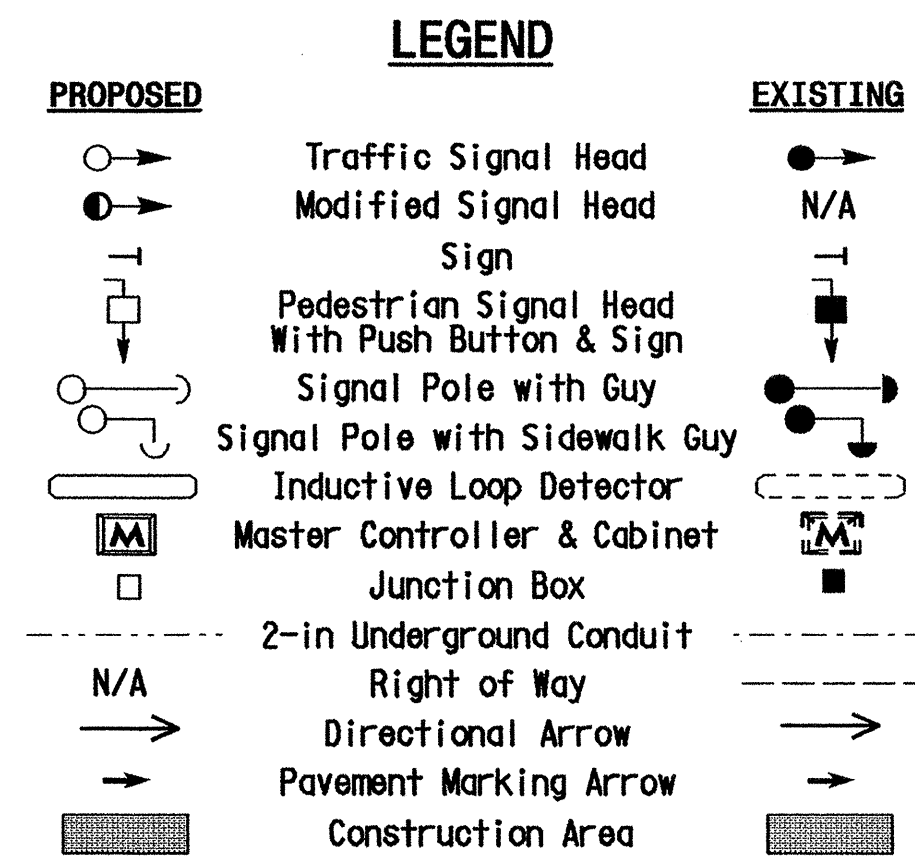 LEGEND
PROPOSED EXISTING
Traffic Signal Head
Modified Signal Head N/A
Sign
Pedestrian Signal Head
With Push Button & Sign
Signal Pole with Guy
Signal Pole with Sidewalk Guy
Inductive Loop Detector
M Master Controller & Cabinet M
Junction Box
2-in Underground Conduit
N/A Right of Way
Directional Arrow
Pavement Marking Arrow
Construction Area